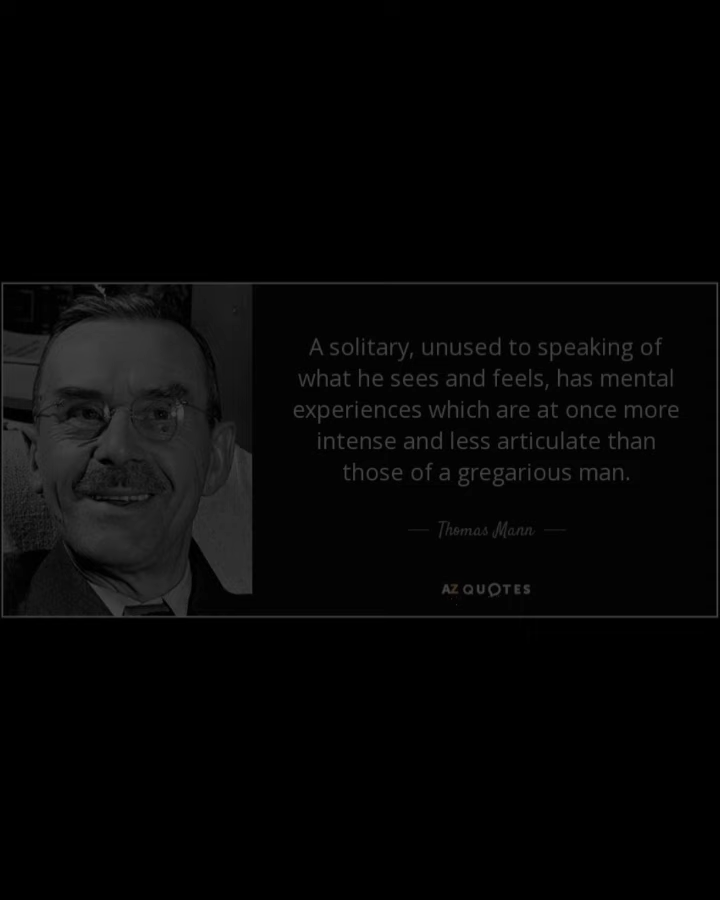 A solitary, unused to speaking of
what he sees and feels, has mental
experiences which are at once more
intense and less articulate than
those of a gregarious man.
Thomas Mann
AZ QUOTES